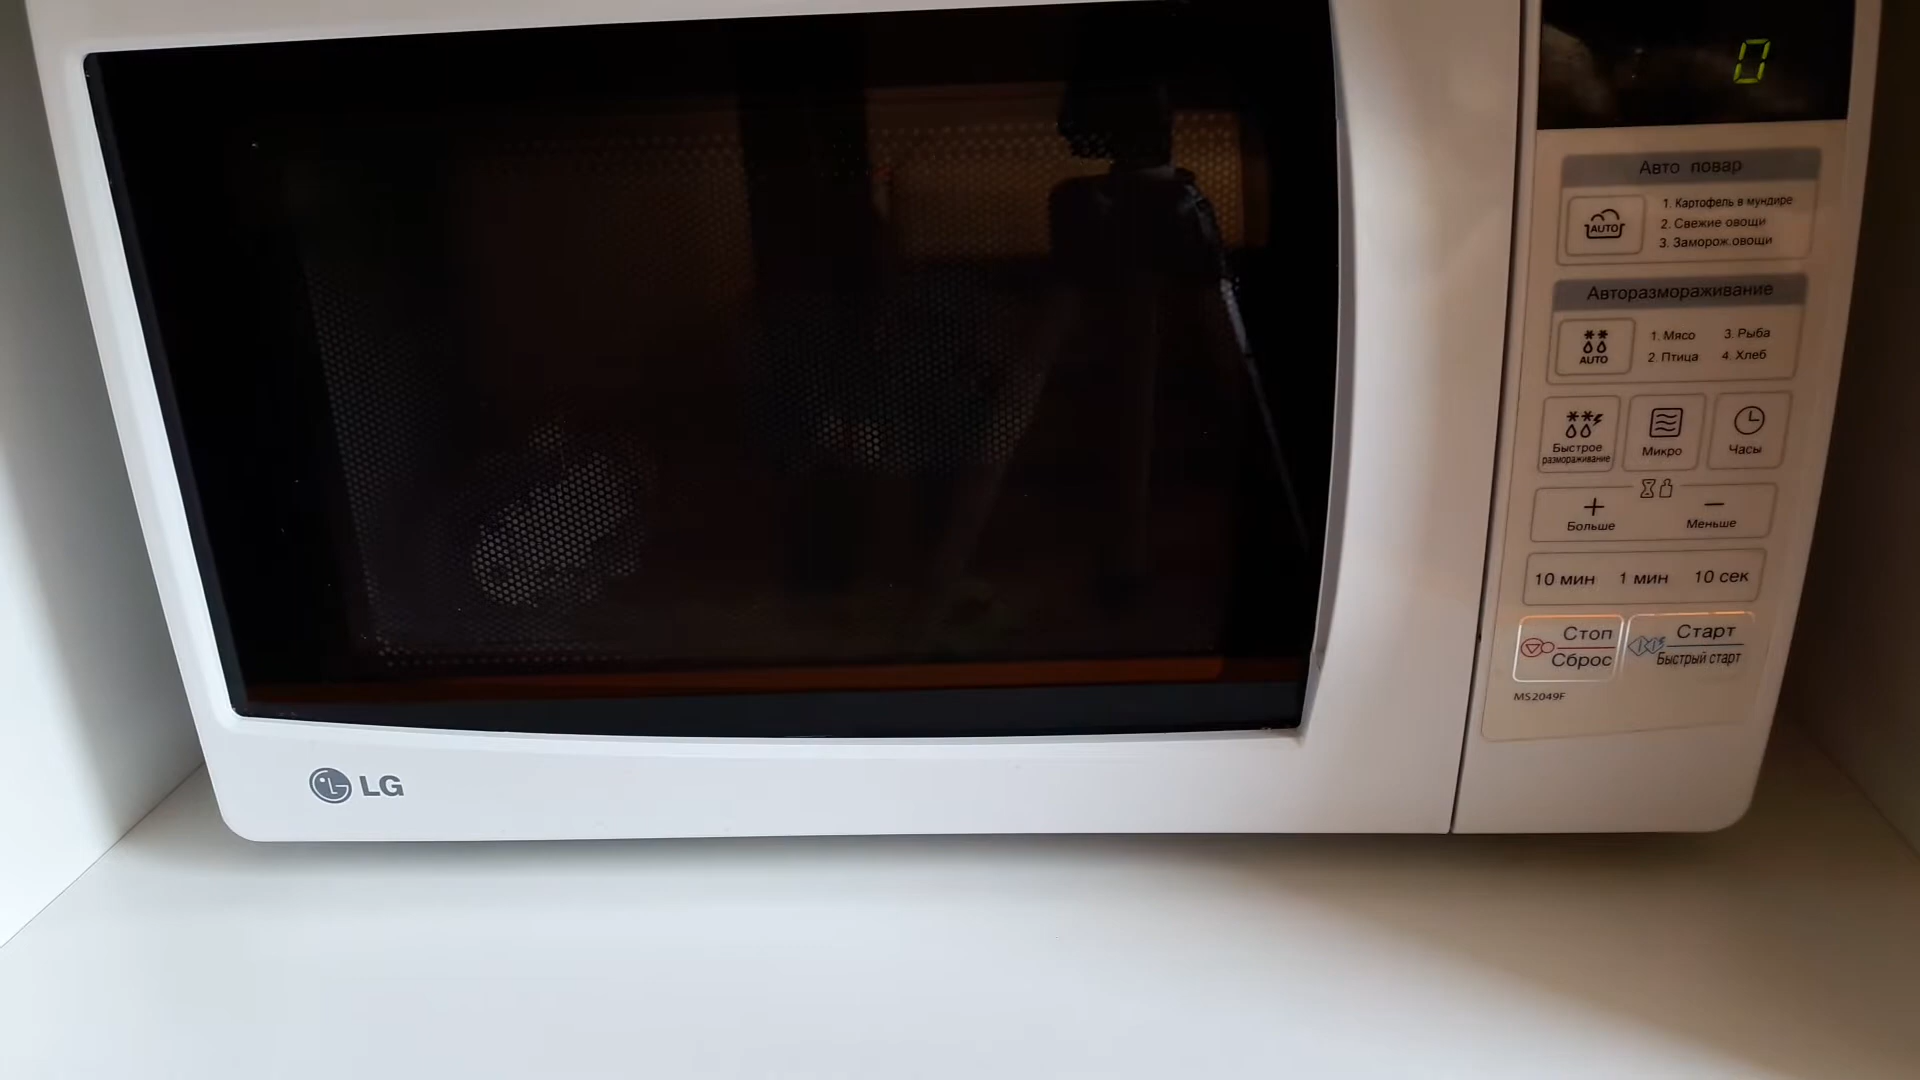 0
Авто повар
AUTO
1. Картофель в мундире
2. Свежие овощи
3. Заморож.овощи
Авторазмораживание
AUTO
1. Мясо 3. Рыба
2. Птица 4. Хлеб
Быстрое размораживание
Микро
Часы
+ −
Больше Меньше
10 мин 1 мин 10 сек
Стоп
Сброс
Старт
Быстрый старт
MS2049F
LG